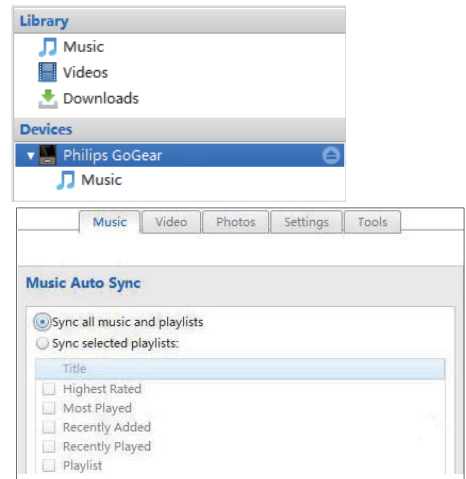 Library
Music
Videos
Downloads
Devices
Philips GoGear
Music
Music Video Photos Settings Tools
Music Auto Sync
Sync all music and playlists
Sync selected playlists:
Title
Highest Rated
Most Played
Recently Added
Recently Played
Playlist